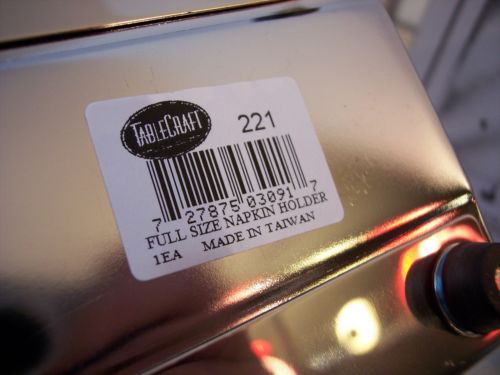 TABLECRAFT 221
7 27875 03091 7
FULL SIZE NAPKIN HOLDER
1EA MADE IN TAIWAN